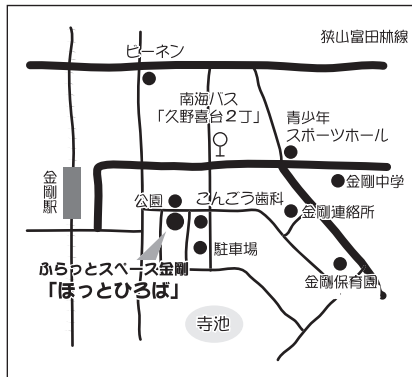 狭山富田林線
ビーネン
南海バス
「久野喜台2丁」
青少年
スポーツホール
金剛駅
金剛中学
公園
こんごう歯科
金剛連絡所
駐車場
ふらっとスペース金剛
「ほっとひろば」
金剛保育園
寺池